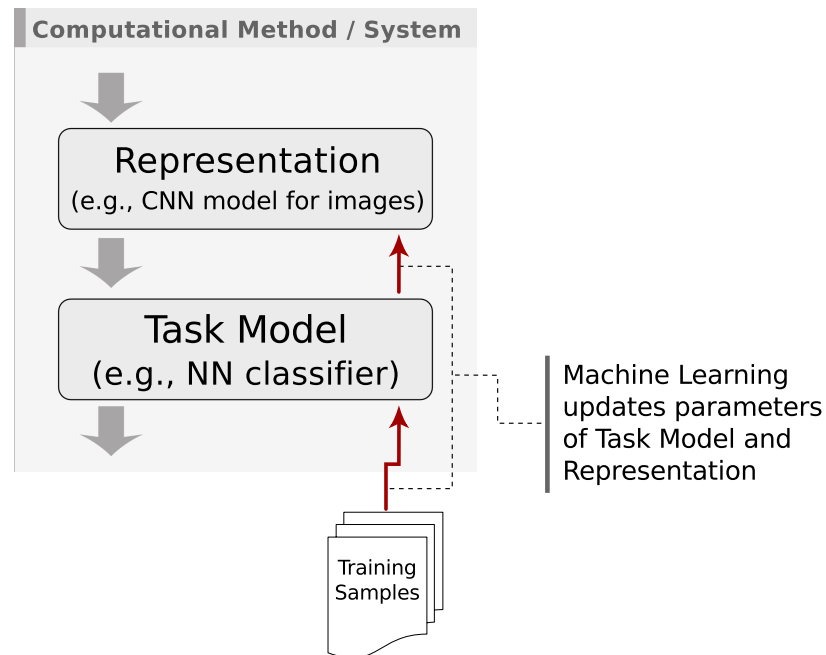 Computational Method / System
Representation
(e.g., CNN model for images)
Task Model
(e.g., NN classifier)
Machine Learning
updates parameters
of Task Model and
Representation
Training
Samples